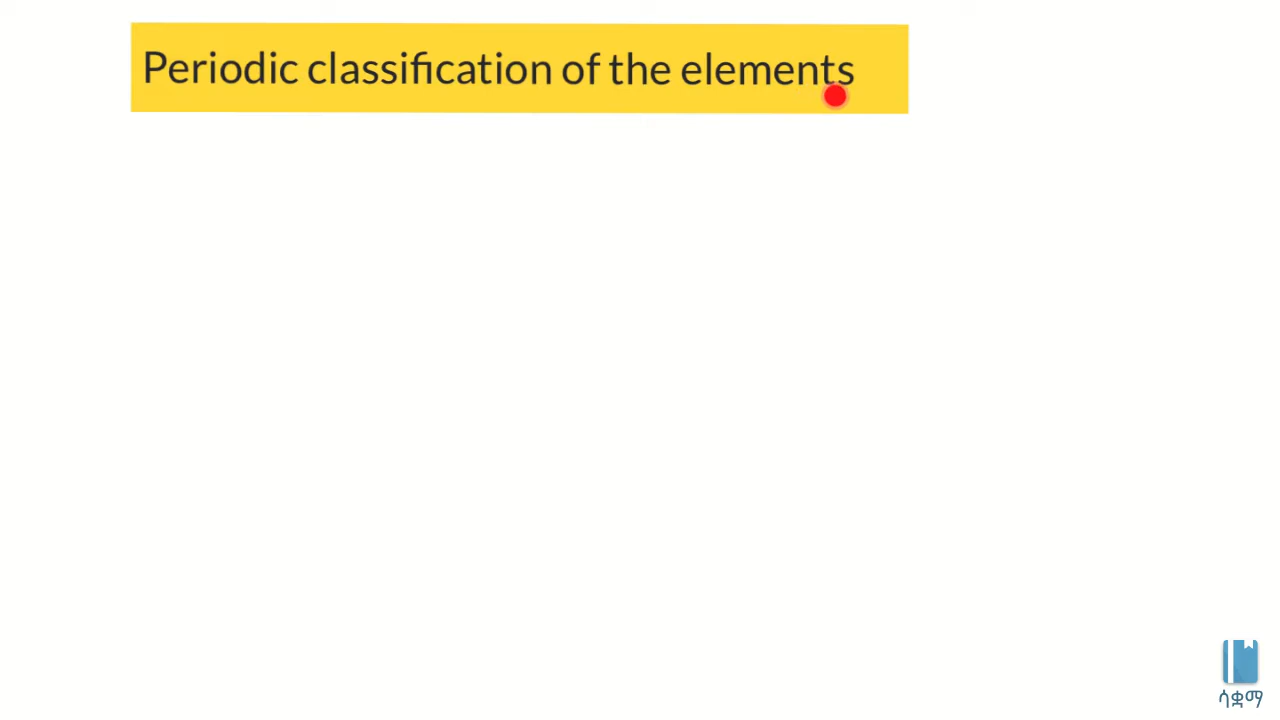 Periodic classification of the elements
ሳቋማ